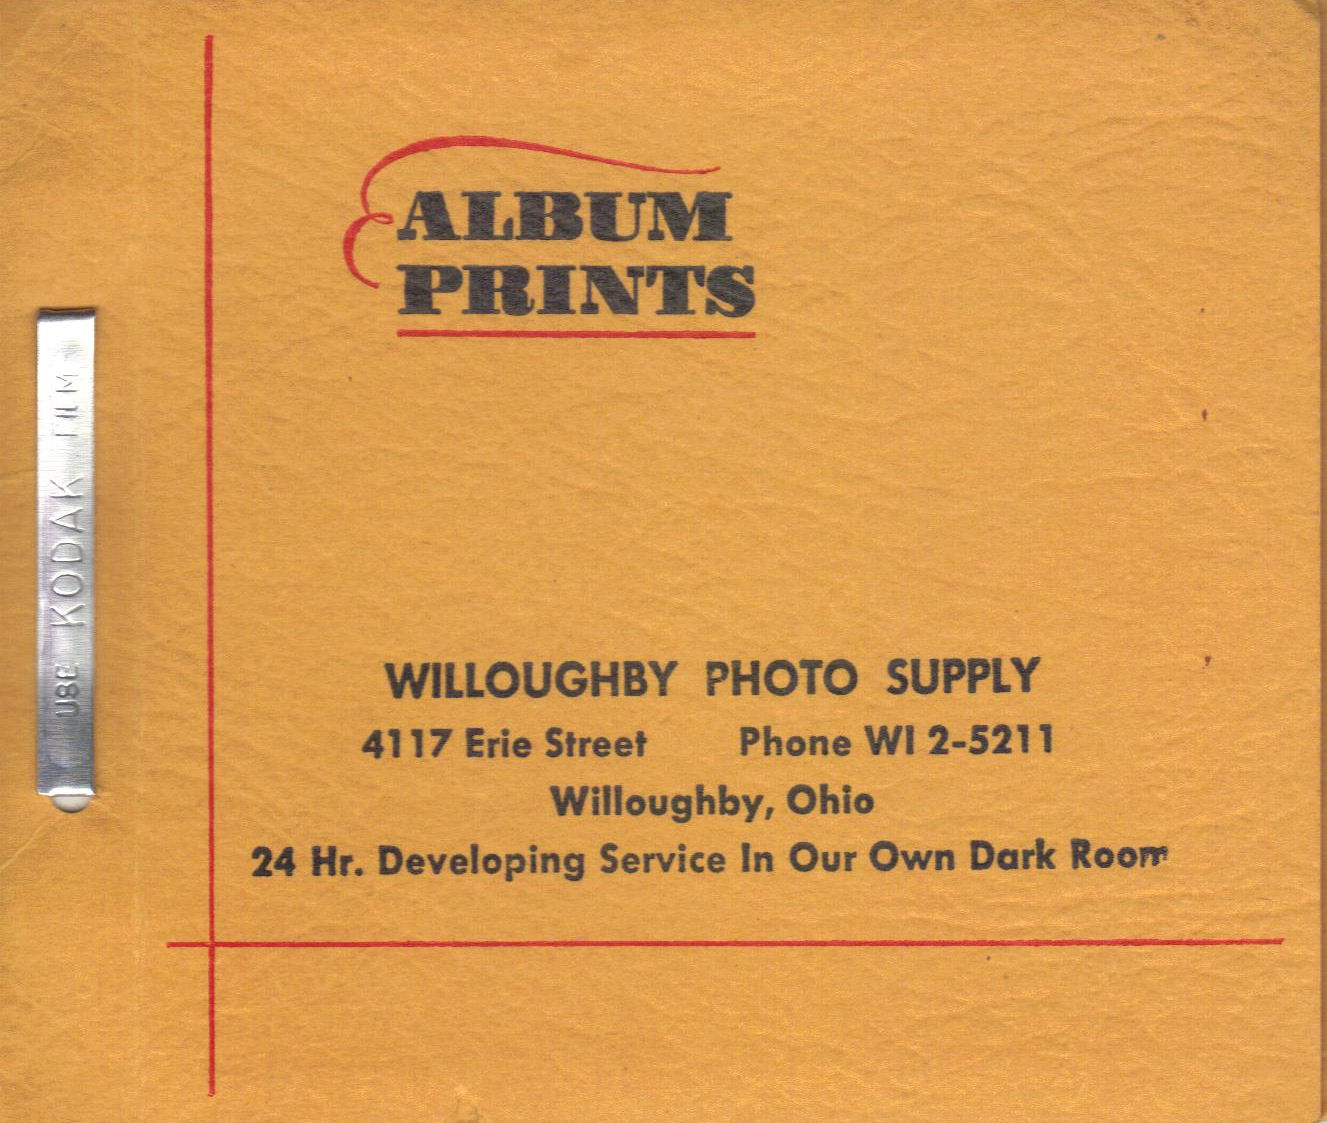 ALBUM
PRINTS
USE KODAK FILM
WILLOUGHBY PHOTO SUPPLY
4117 Erie Street Phone WI 2-5211
Willoughby, Ohio
24 Hr. Developing Service In Our Own Dark Room